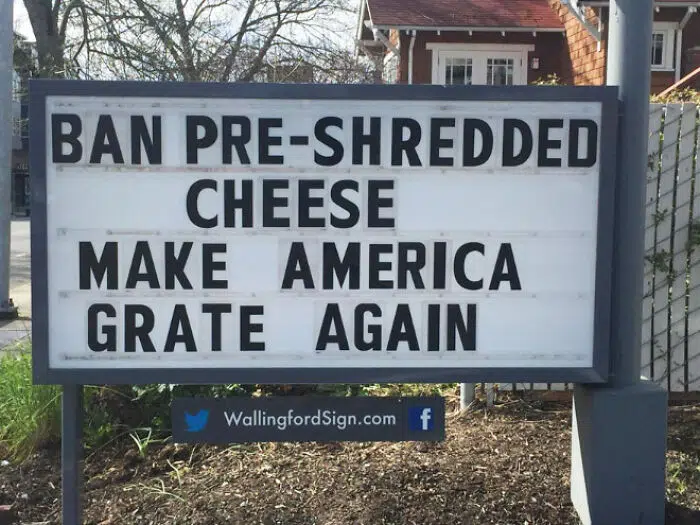 BAN PRE-SHREDDED
CHEESE
MAKE AMERICA
GRATE AGAIN
WallingfordSign.com f